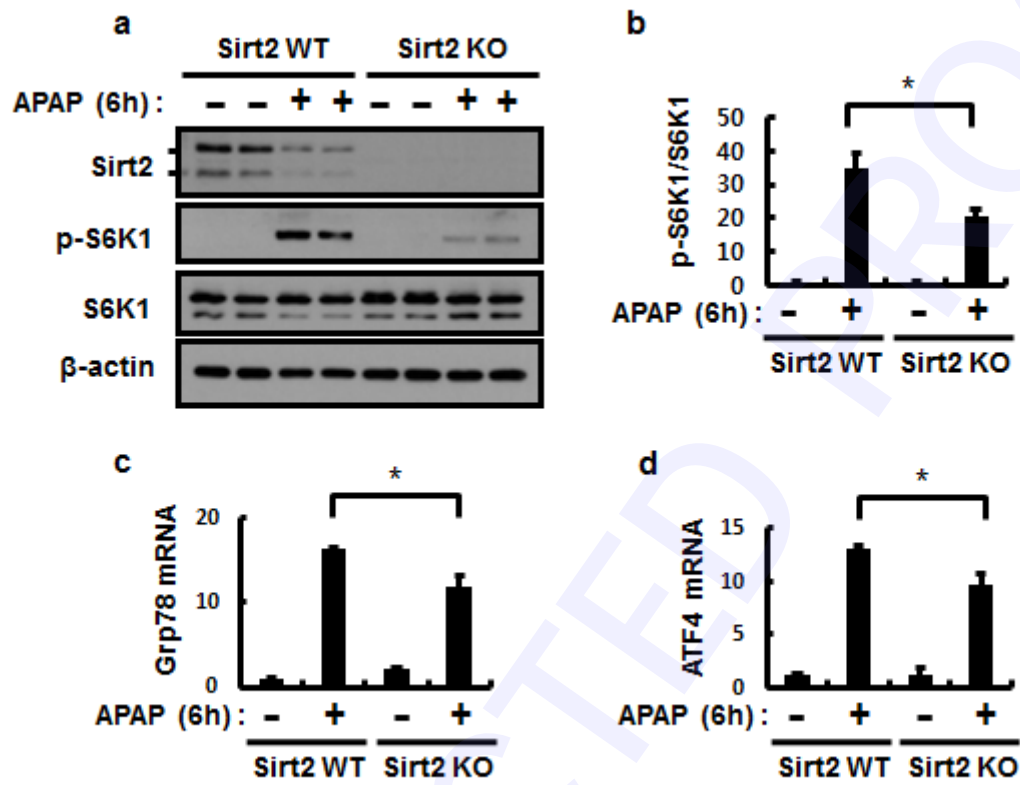 a
Sirt2 WT Sirt2 KO
APAP (6h) : − − + + − − + +
Sirt2
p-S6K1
S6K1
β-actin
b
*
p-S6K1/S6K1
50
40
30
20
10
0
APAP (6h) : − + − +
Sirt2 WT Sirt2 KO
c
*
Grp78 mRNA
20
10
0
APAP (6h) : − + − +
Sirt2 WT Sirt2 KO
d
*
ATF4 mRNA
15
10
5
0
APAP (6h) : − + − +
Sirt2 WT Sirt2 KO